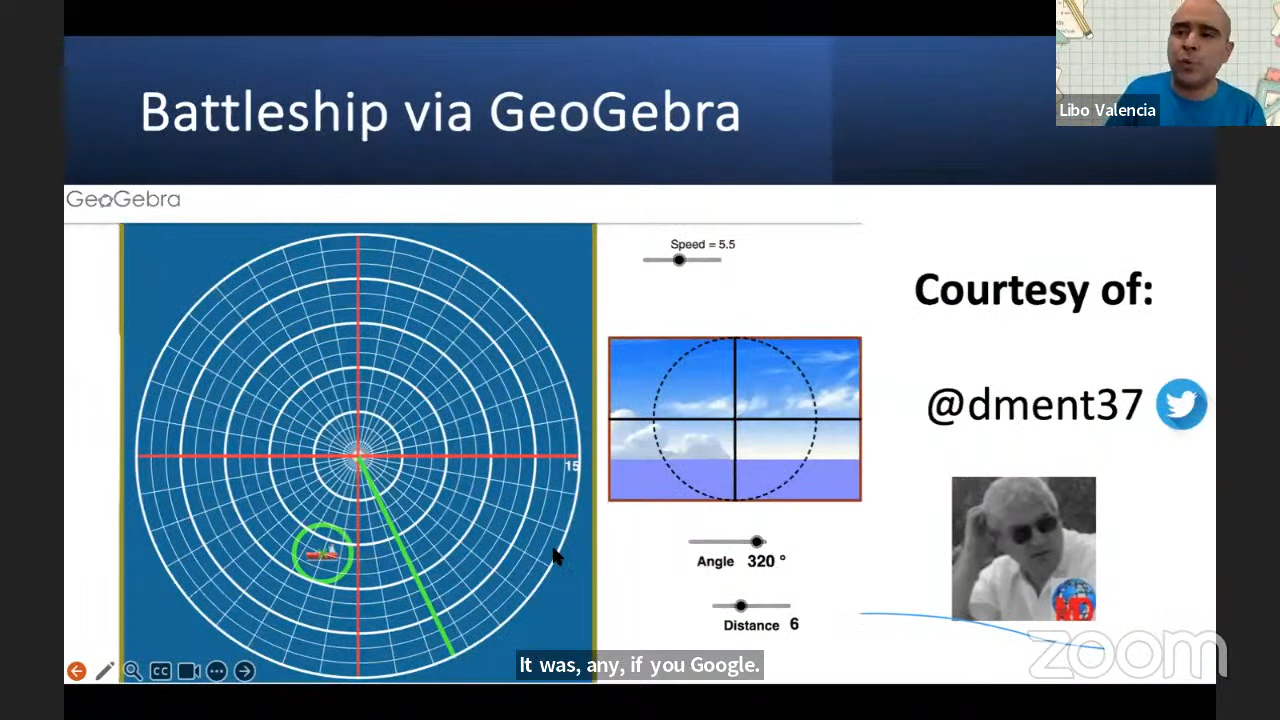 Battleship via GeoGebra
Libo Valencia
GeoGebra
Speed = 5.5
15
Courtesy of:
@dment37
Angle 320 °
Distance 6
CC
zoom
It was, any, if you Google.